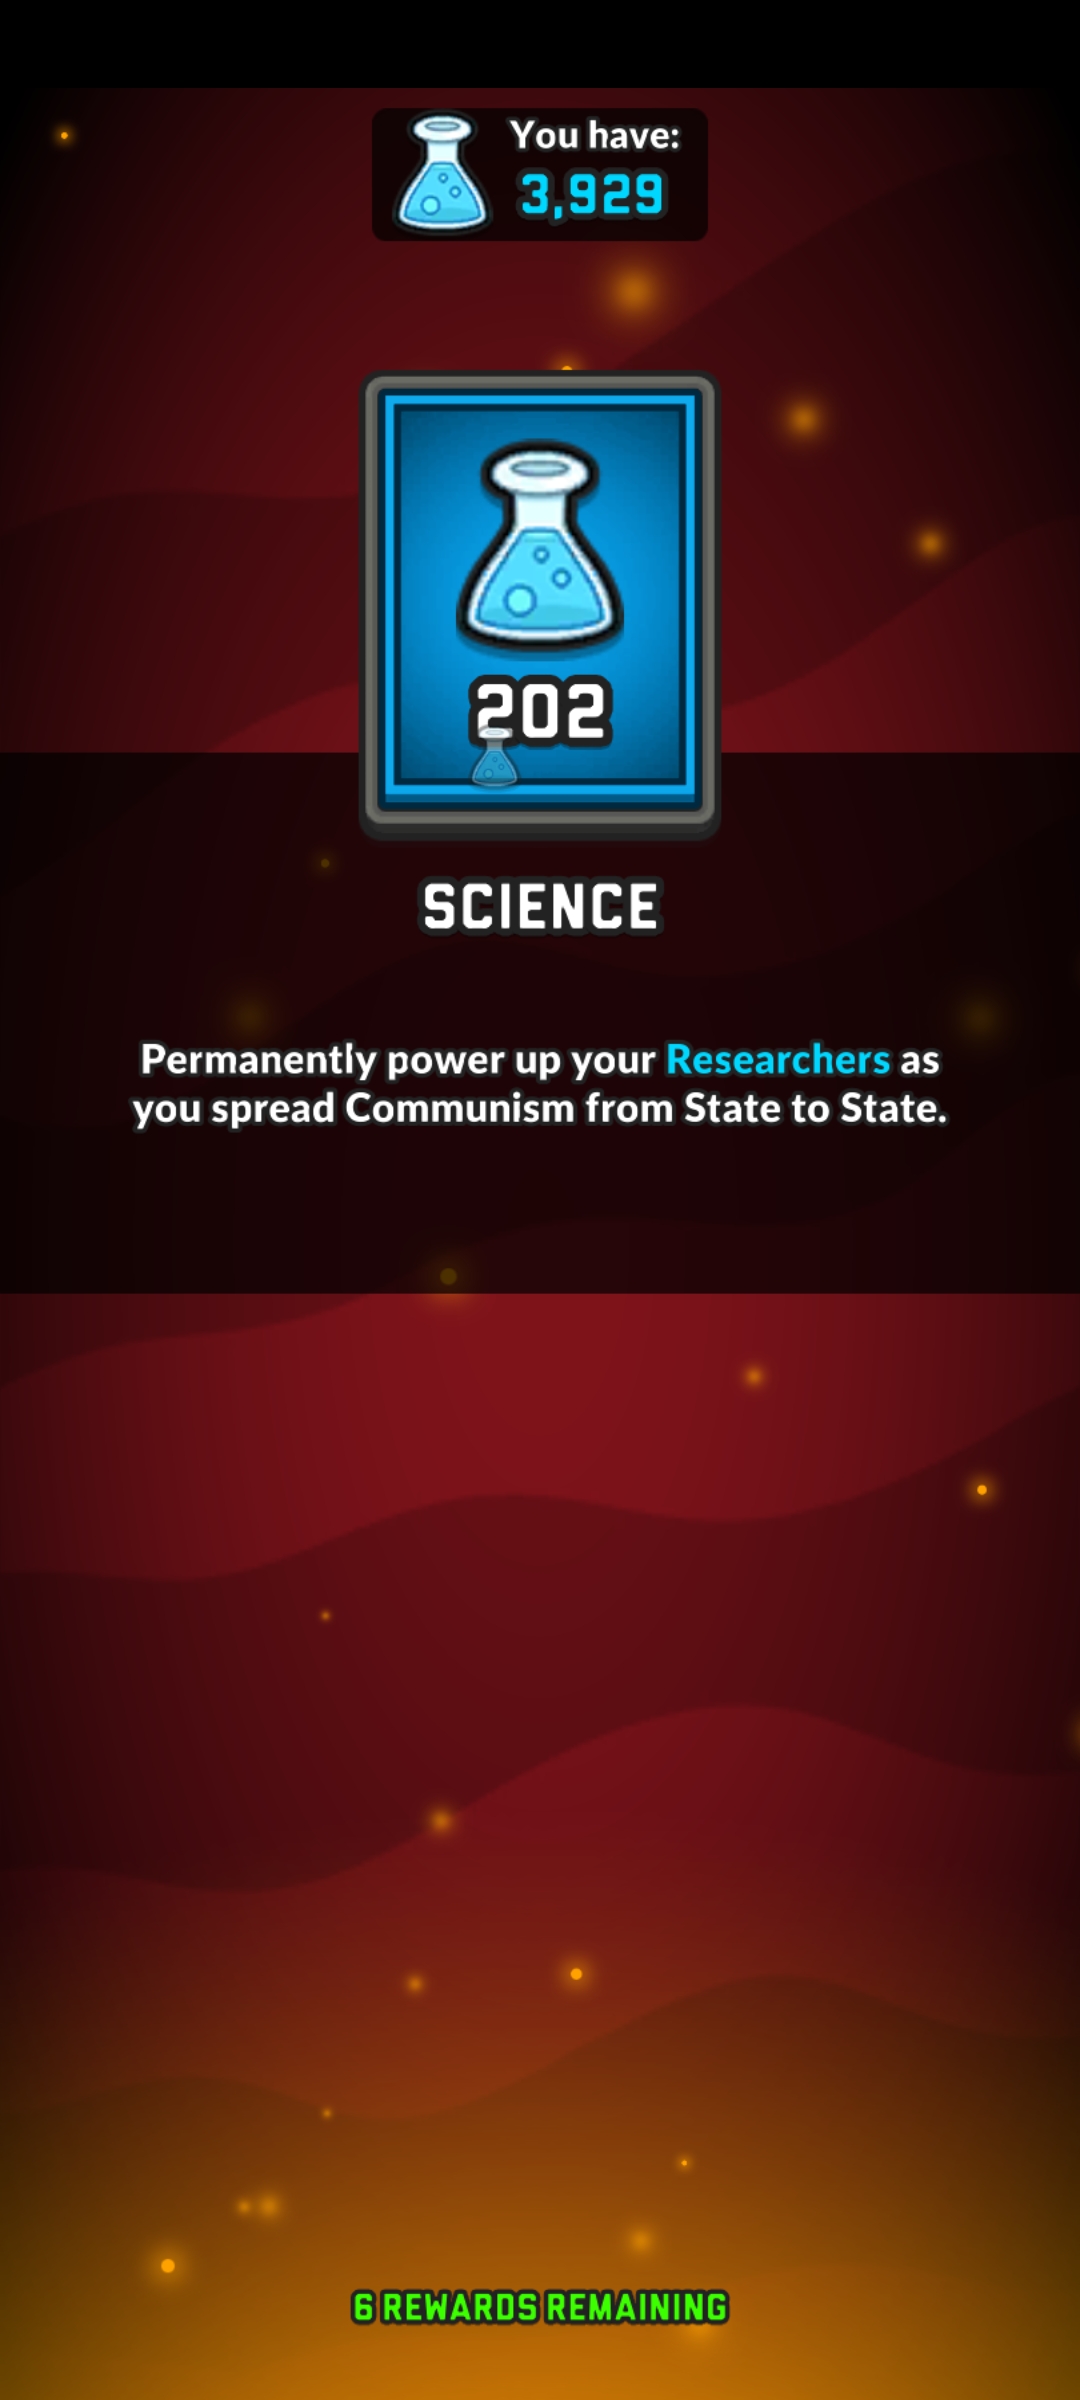 You have:
3,929
202
SCIENCE
Permanently power up your Researchers as
you spread Communism from State to State.
6 REWARDS REMAINING